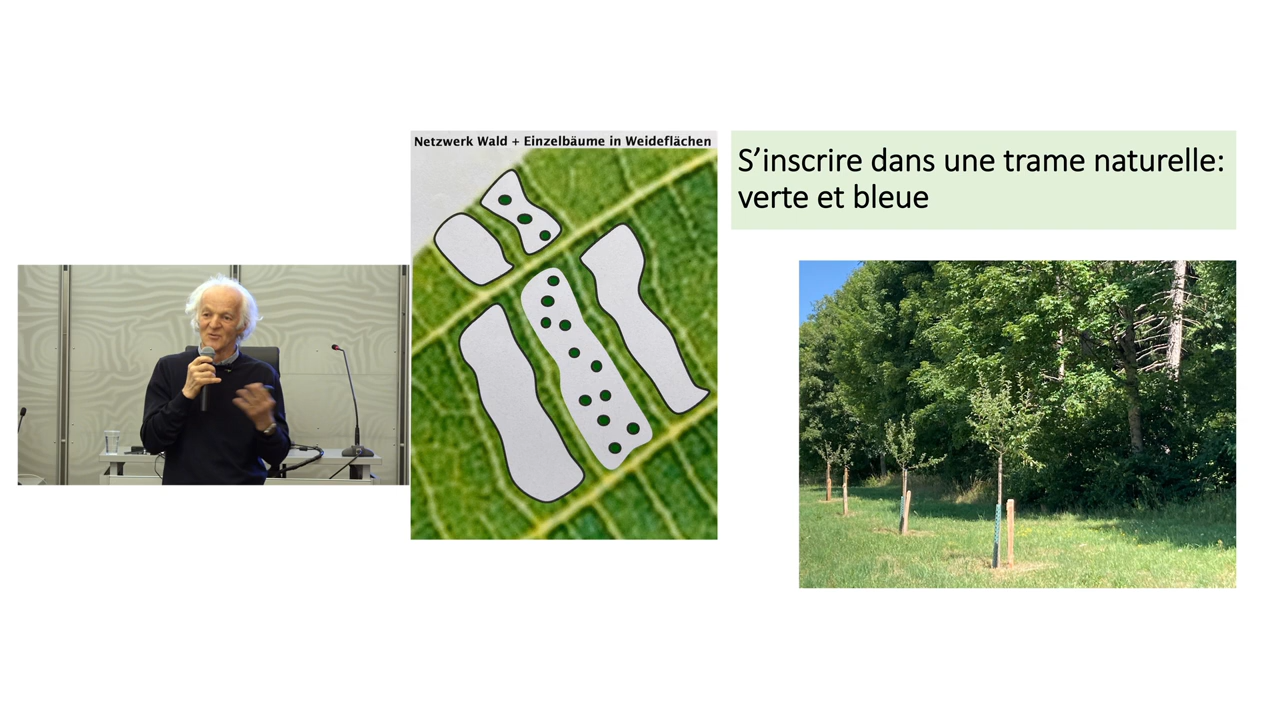 Netzwerk Wald + Einzelbäume in Weideflächen
S’inscrire dans une trame naturelle:
verte et bleue